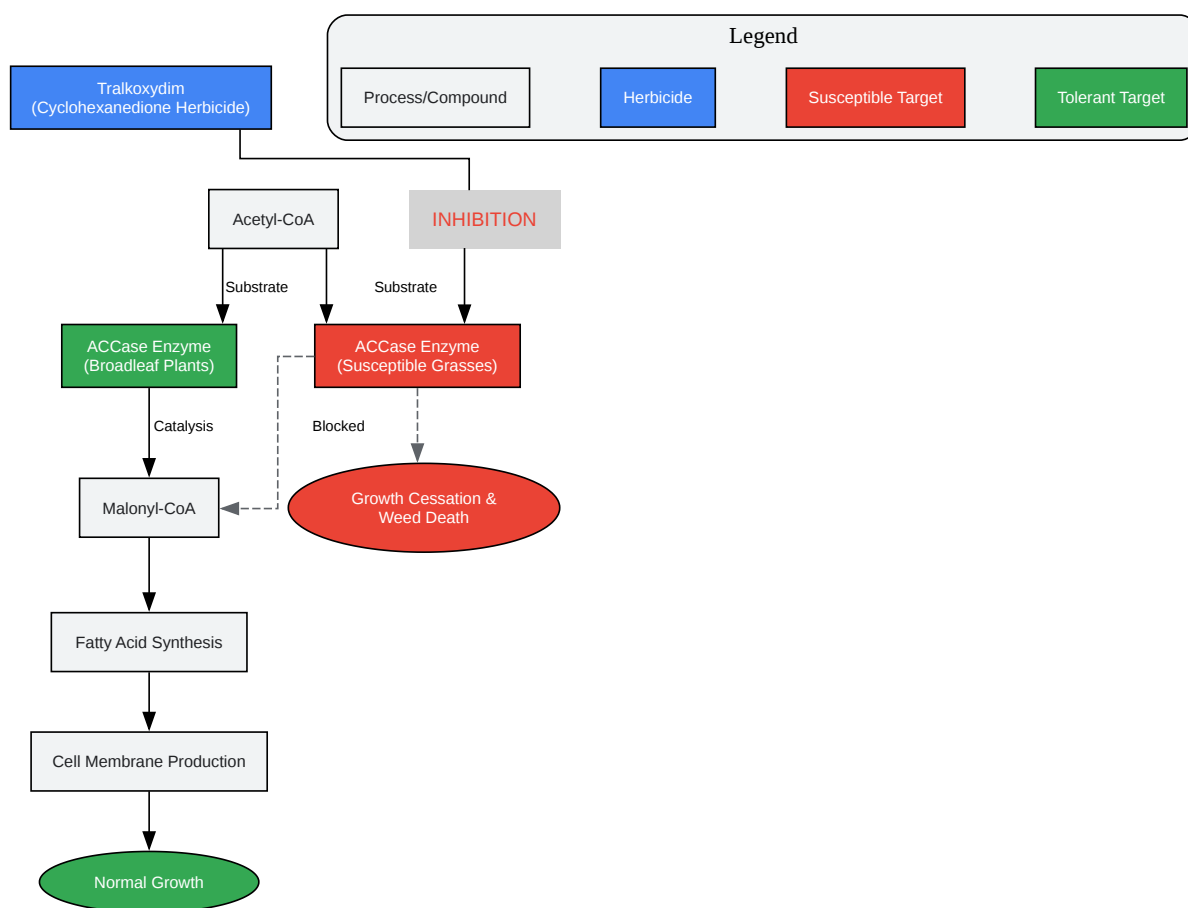 Legend
Tralkoxydim
(Cyclohexanedione Herbicide)
Process/Compound
Herbicide
Susceptible Target
Tolerant Target
Acetyl-CoA
INHIBITION
Substrate
Substrate
ACCase Enzyme
(Broadleaf Plants)
ACCase Enzyme
(Susceptible Grasses)
Catalysis
Blocked
Malonyl-CoA
Growth Cessation &
Weed Death
Fatty Acid Synthesis
Cell Membrane Production
Normal Growth